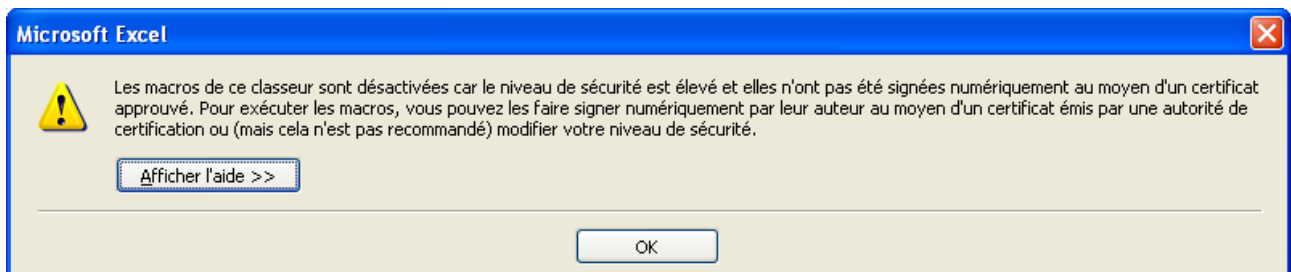 Microsoft Excel
Les macros de ce classeur sont désactivées car le niveau de sécurité est élevé et elles n'ont pas été signées numériquement au moyen d'un certificat
approuvé. Pour exécuter les macros, vous pouvez les faire signer numériquement par leur auteur au moyen d'un certificat émis par une autorité de
certification ou (mais cela n'est pas recommandé) modifier votre niveau de sécurité.
Afficher l'aide >>
OK